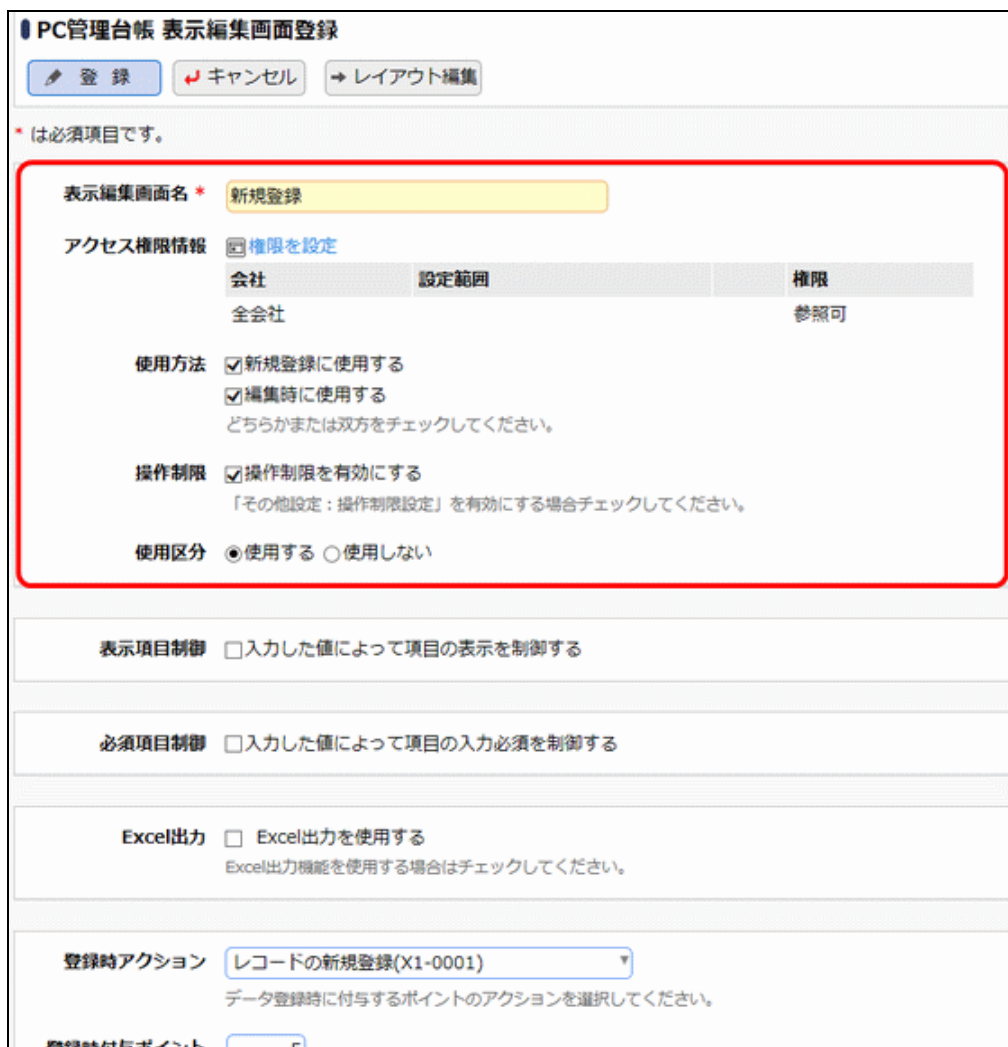 PC管理台帳 表示編集画面登録
登 録 キャンセル レイアウト編集
* は必須項目です。
表示編集画面名 * 新規登録
アクセス権限情報 権限を設定
会社 設定範囲 権限
全会社 参照可
使用方法 新規登録に使用する
編集時に使用する
どちらかまたは双方をチェックしてください。
操作制限 操作制限を有効にする
「その他設定：操作制限設定」を有効にする場合チェックしてください。
使用区分 使用する 使用しない
表示項目制御 入力した値によって項目の表示を制御する
必須項目制御 入力した値によって項目の入力必須を制御する
Excel出力 Excel出力を使用する
Excel出力機能を使用する場合はチェックしてください。
登録時アクション レコードの新規登録(X1-0001)
データ登録時に付与するポイントのアクションを選択してください。
登録時付与ポイント 5